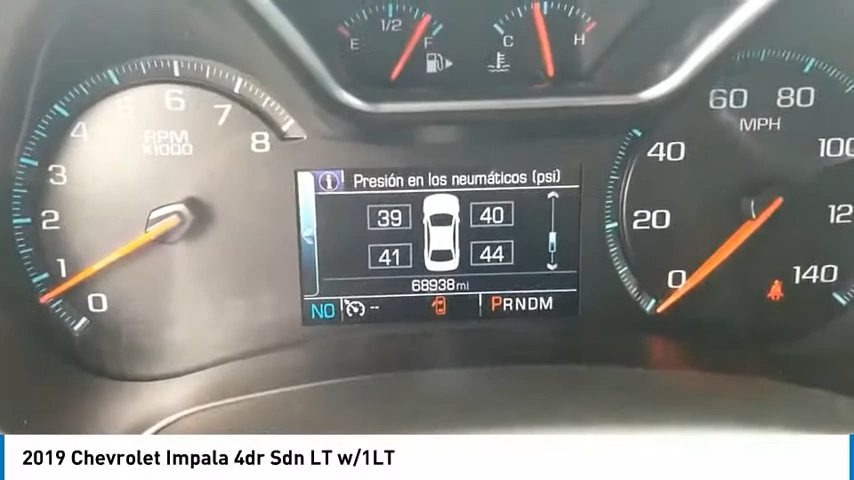 1/2
E
F
C
H
4
5
6
7
8
RPM
x1000
3
2
1
0
Presión en los neumáticos (psi)
39
40
41
44
68938mi
NO
--
PRNDM
60
80
MPH
40
100
20
12
0
140
2019 Chevrolet Impala 4dr Sdn LT w/1LT